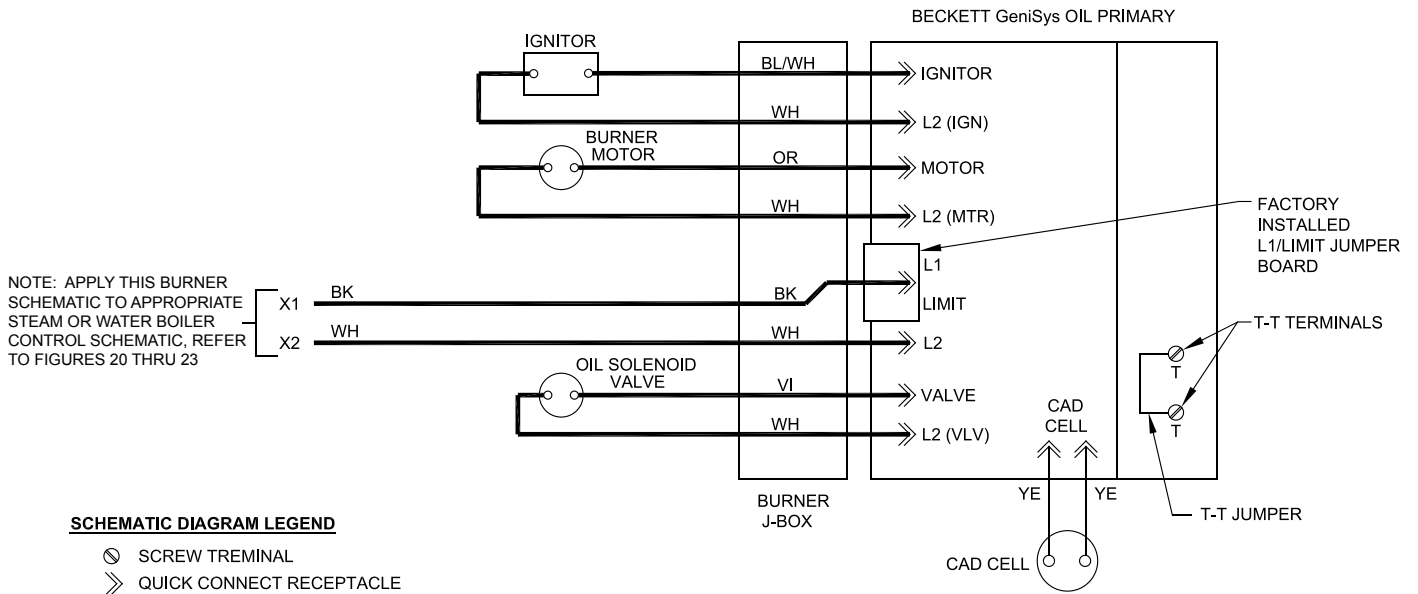 BECKETT GeniSys OIL PRIMARY
IGNITOR
BL/WH
IGNITOR
WH
L2 (IGN)
BURNER
MOTOR
OR
MOTOR
WH
L2 (MTR)
FACTORY
INSTALLED
L1/LIMIT JUMPER
BOARD
L1
LIMIT
NOTE: APPLY THIS BURNER
SCHEMATIC TO APPROPRIATE
STEAM OR WATER BOILER
CONTROL SCHEMATIC, REFER
TO FIGURES 20 THRU 23
X1
BK
BK
X2
WH
WH
L2
T-T TERMINALS
T
T
OIL SOLENOID
VALVE
VI
VALVE
WH
L2 (VLV)
CAD
CELL
YE
YE
BURNER
J-BOX
T-T JUMPER
CAD CELL
SCHEMATIC DIAGRAM LEGEND
SCREW TREMINAL
QUICK CONNECT RECEPTACLE